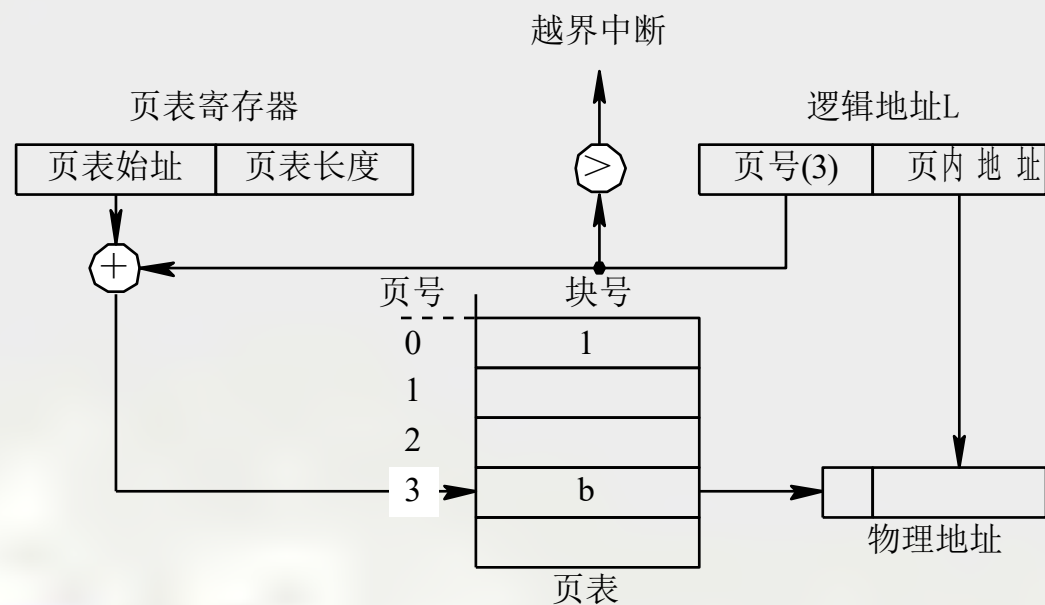 越界中断
页表寄存器
逻辑地址L
页表始址 页表长度
>
页号(3) 页内 地 址
+
页号 块号
0 1
1
2
3 b
物理地址
页表